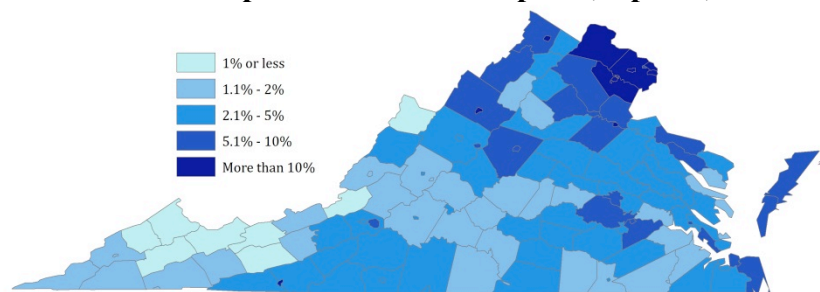 1% or less
1.1% - 2%
2.1% - 5%
5.1% - 10%
More than 10%